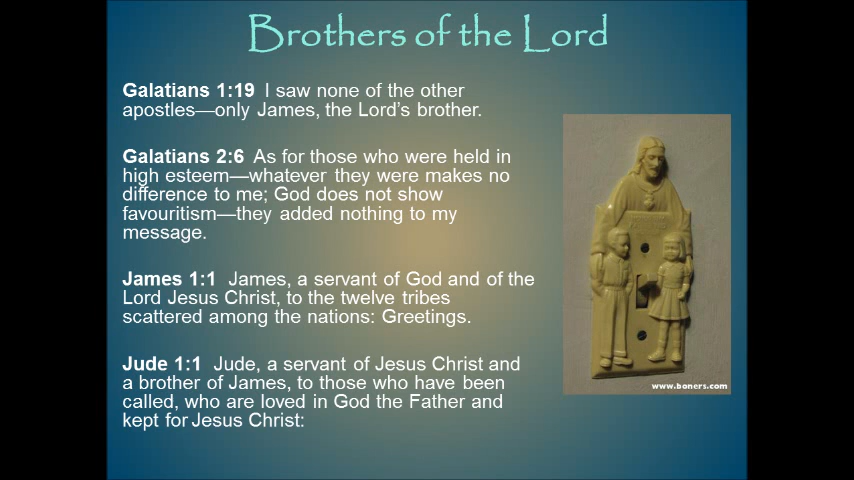 Brothers of the Lord
Galatians 1:19 I saw none of the other
apostles—only James, the Lord's brother.
Galatians 2:6 As for those who were held in
high esteem—whatever they were makes no
difference to me; God does not show
favouritism—they added nothing to my
message.
James 1:1 James, a servant of God and of the
Lord Jesus Christ, to the twelve tribes
scattered among the nations: Greetings.
Jude 1:1 Jude, a servant of Jesus Christ and
a brother of James, to those who have been
called, who are loved in God the Father and
kept for Jesus Christ:
www.boners.com